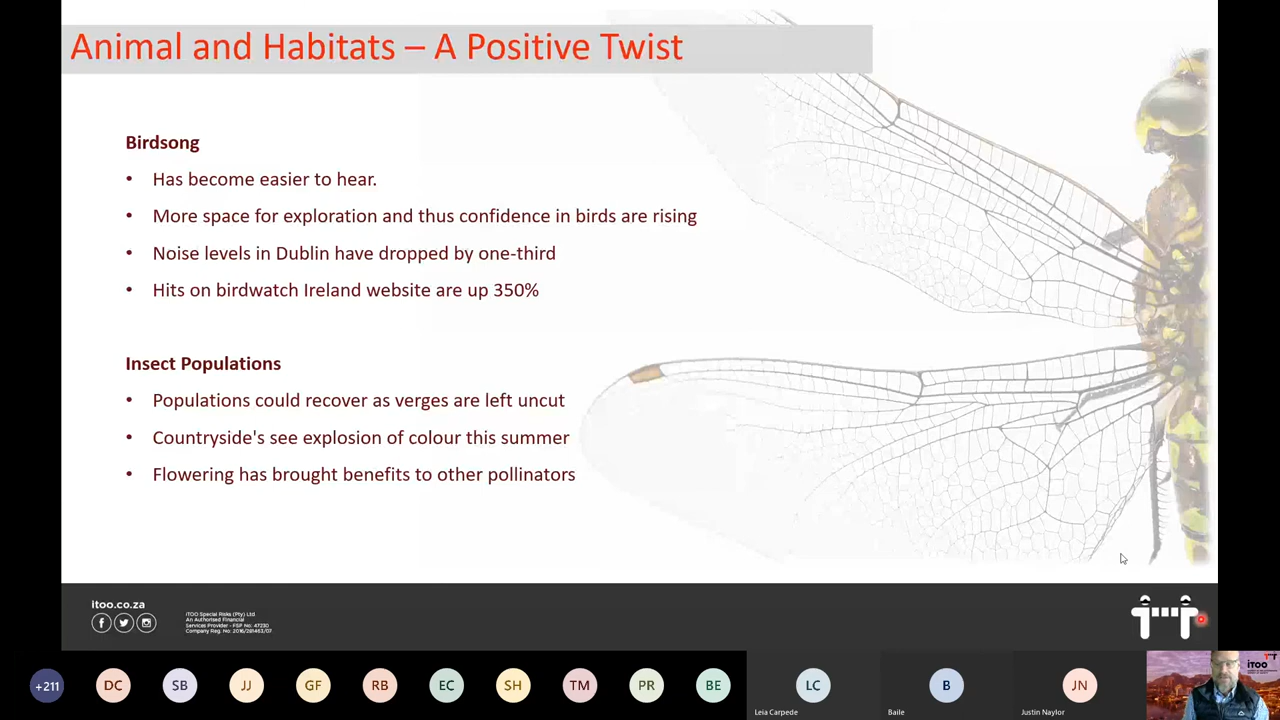 Animal and Habitats – A Positive Twist
Birdsong
• Has become easier to hear.
• More space for exploration and thus confidence in birds are rising
• Noise levels in Dublin have dropped by one-third
• Hits on birdwatch Ireland website are up 350%
Insect Populations
• Populations could recover as verges are left uncut
• Countryside's see explosion of colour this summer
• Flowering has brought benefits to other pollinators
itoo.co.za
iTOO Special Risks (Pty) Ltd.
An Authorised Financial
Services Provider - FSP No: 47230
Company Reg. No: 2016/281463/07
+211
DC
SB
JJ
GF
RB
EC
SH
TM
PR
BE
LC
B
JN
Leia Carpede
Baile
Justin Naylor
itoo